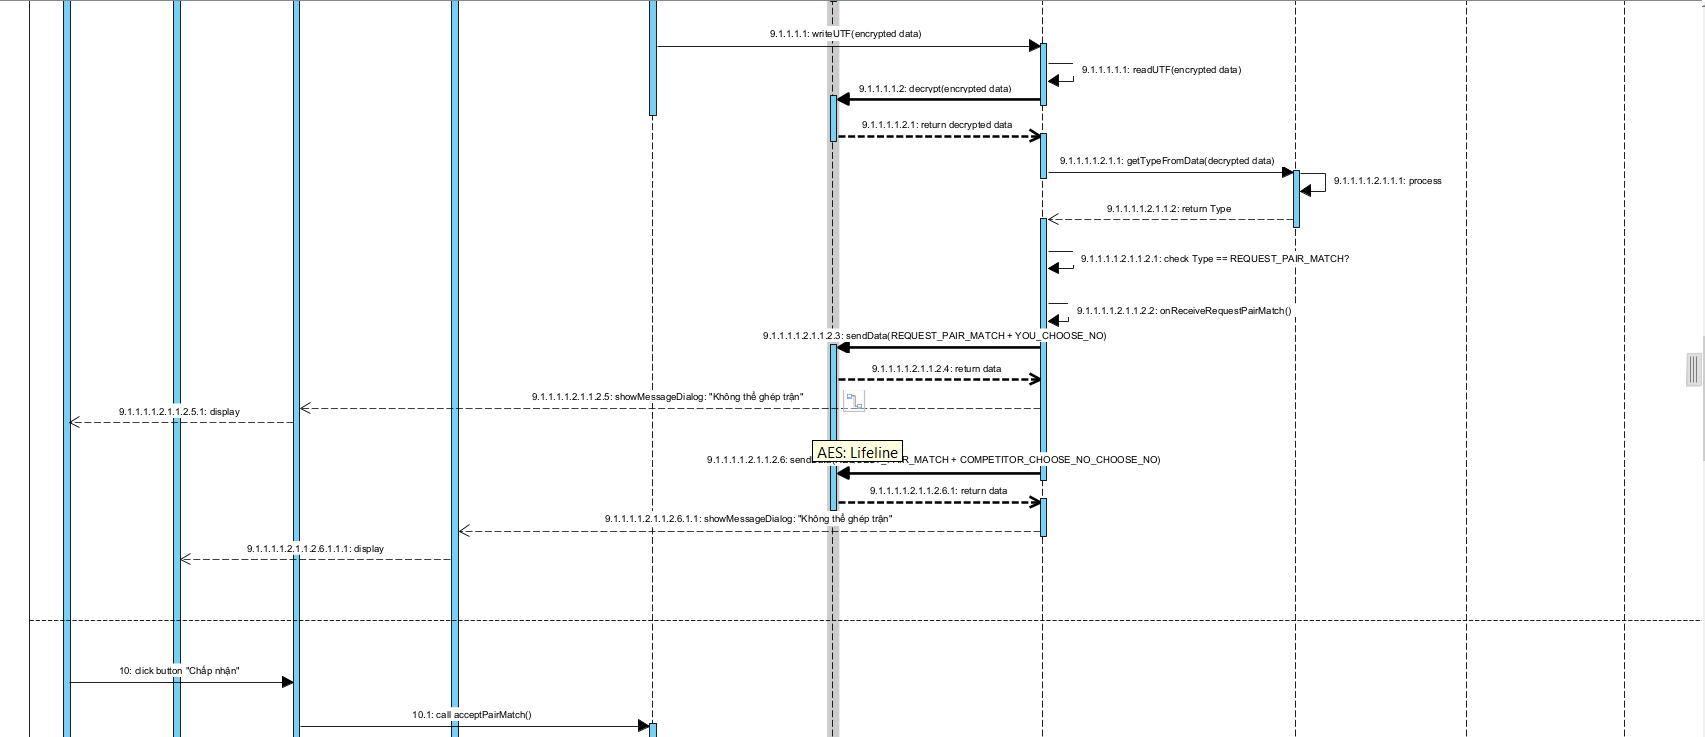 9.1.1.1.1: writeUTF(encrypted data)
9.1.1.1.1.1: readUTF(encrypted data)
9.1.1.1.1.2: decrypt(encrypted data)
9.1.1.1.1.2.1: return decrypted data
9.1.1.1.1.2.1.1: getTypeFromData(decrypted data)
9.1.1.1.1.2.1.1.1: process
9.1.1.1.1.2.1.1.2: return Type
9.1.1.1.1.2.1.1.2.1: check Type == REQUEST_PAIR_MATCH?
9.1.1.1.1.2.1.1.2.2: onReceiveRequestPairMatch()
9.1.1.1.1.2.1.1.2.3: sendData(REQUEST_PAIR_MATCH + YOU_CHOOSE_NO)
9.1.1.1.1.2.1.1.2.4: return data
9.1.1.1.1.2.1.1.2.5: showMessageDialog: "Không thể ghép trận"
9.1.1.1.1.2.1.1.2.5.1: display
AES: Lifeline
9.1.1.1.1.2.1.1.2.6: send PAIR_MATCH + COMPETITOR_CHOOSE_NO_CHOOSE_NO)
9.1.1.1.1.2.1.1.2.6.1: return data
9.1.1.1.1.2.1.1.2.6.1.1: showMessageDialog: "Không thể ghép trận"
9.1.1.1.1.2.1.1.2.6.1.1.1: display
10: click button "Chấp nhận"
10.1: call acceptPairMatch()